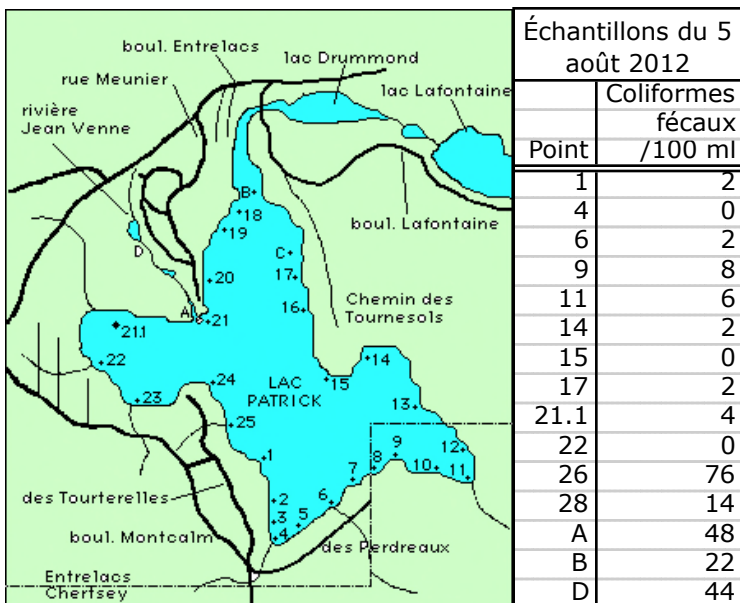 boul. Entrelacs
lac Drummond
rue Meunier
lac Lafontaine
rivière
Jean Venne
B
18
19
boul. Lafontaine
D
C
17
20
Chemin des
Tournesols
16
A
21
21.1
14
22
15
24
LAC
PATRICK
23
13
25
12
9
8
10
11
1
7
des Tourterelles
2
6
3
5
4
boul. Montcalm
des Perdreaux
Entrelacs
Chertsey
Échantillons du 5
août 2012
Coliformes
fécaux
Point /100 ml
1 2
4 0
6 2
9 8
11 6
14 2
15 0
17 2
21.1 4
22 0
26 76
28 14
A 48
B 22
D 44